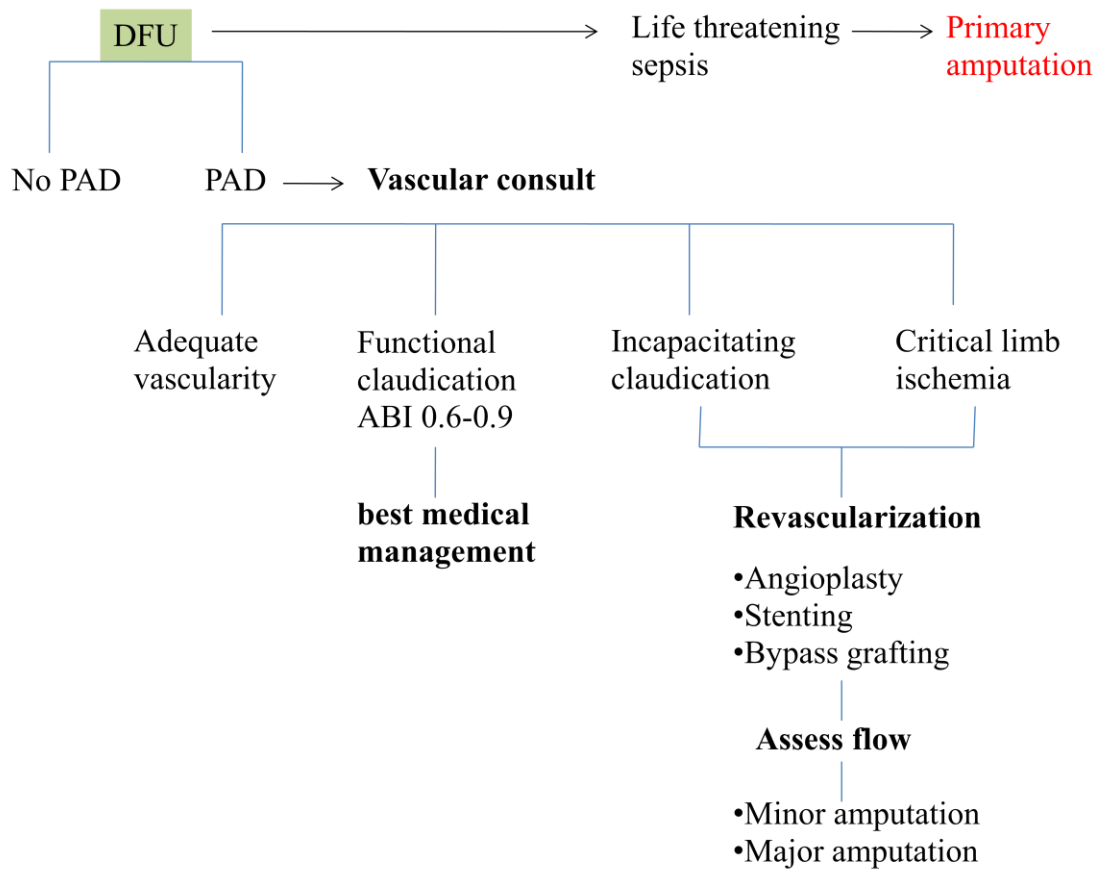 DFU
Life threatening
sepsis
Primary
amputation
No PAD
PAD
Vascular consult
Adequate
vascularity
Functional
claudication
ABI 0.6-0.9
best medical
management
Incapacitating
claudication
Critical limb
ischemia
Revascularization
•Angioplasty
•Stenting
•Bypass grafting
Assess flow
•Minor amputation
•Major amputation